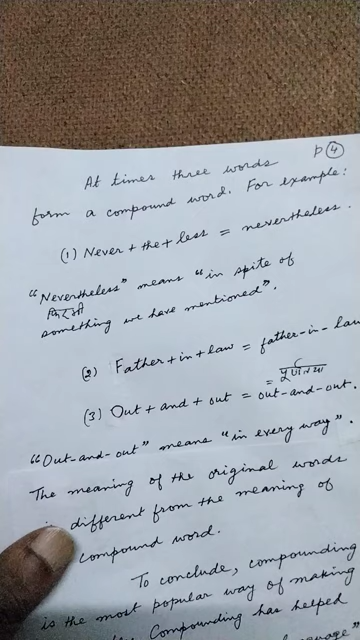 P 4
At times three words
form a compound word. For example:
(1) Never + the + less = nevertheless.
"Nevertheless" means "in spite of
फिर भी
something we have mentioned".
(2) Father + in + law = father-in-law
=
(3) Out + and + out = out-and-out.
"Out-and-out" means "in every way".
The meaning of the original words
different from the meaning of
compound word.
To conclude, compounding
is the most popular way of making
Compounding has helped